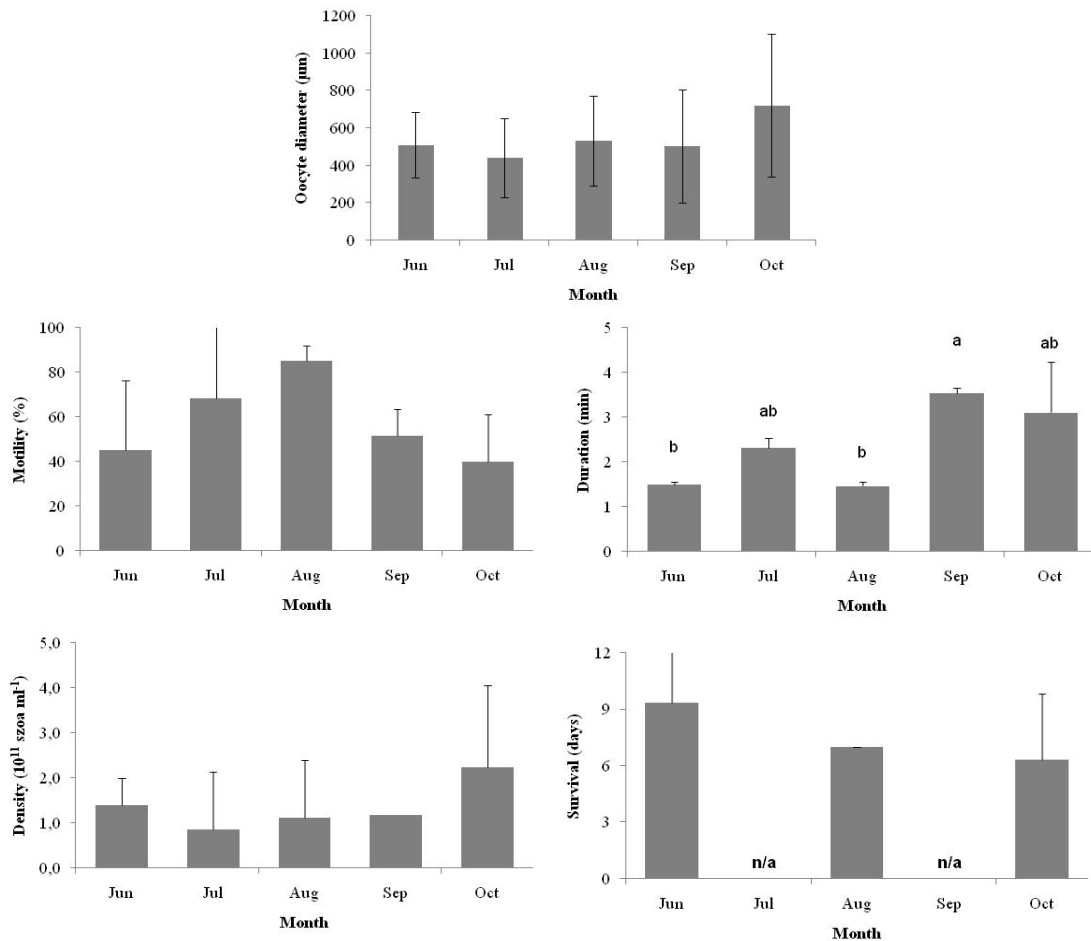 Oocyte diameter (µm)
1200
1000
800
600
400
200
0
Jun Jul Aug Sep Oct
Month
Motility (%)
100
80
60
40
20
0
Jun Jul Aug Sep Oct
Month
Duration (min)
5
4
3
2
1
0
b ab b a ab
Jun Jul Aug Sep Oct
Month
Density (10¹¹ szoa ml⁻¹)
5,0
4,0
3,0
2,0
1,0
0,0
Jun Jul Aug Sep Oct
Month
Survival (days)
12
9
6
3
0
n/a n/a
Jun Jul Aug Sep Oct
Month